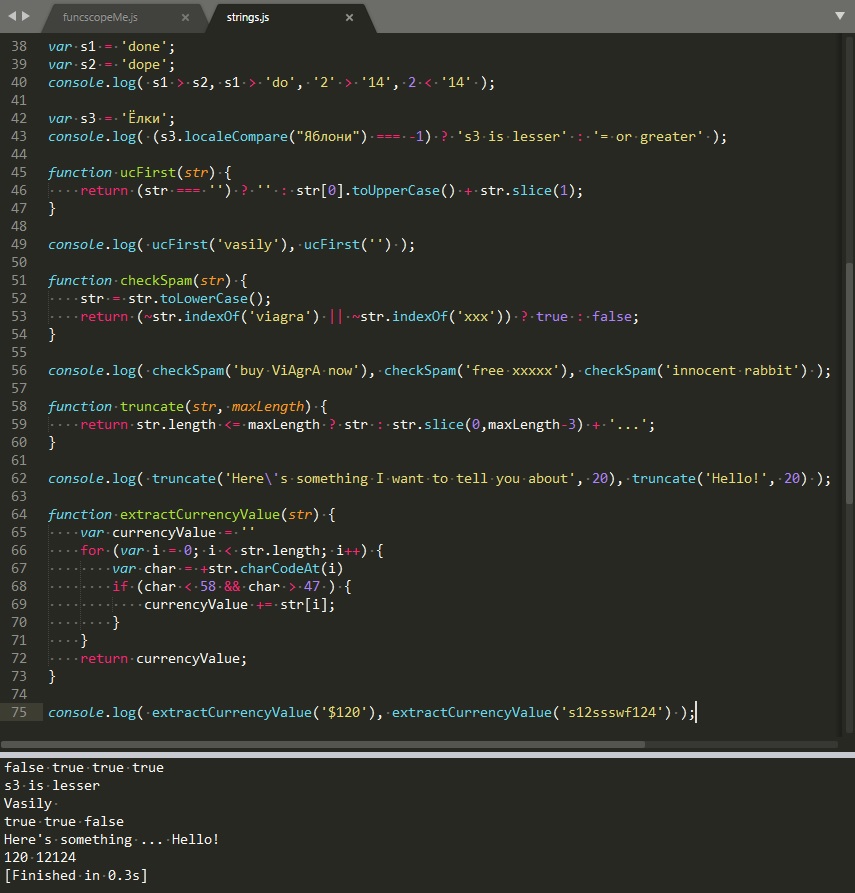 funcscopeMe.js × strings.js ×
38 var s1 = 'done';
39 var s2 = 'dope';
40 console.log( s1 > s2, s1 > 'do', '2' > '14', 2 < '14' );
41
42 var s3 = 'Ёлки';
43 console.log( (s3.localeCompare("Яблони") === -1) ? 's3 is lesser' : '= or greater' );
44
45 function ucFirst(str) {
46     return (str === '') ? '' : str[0].toUpperCase() + str.slice(1);
47 }
48
49 console.log( ucFirst('vasily'), ucFirst('') );
50
51 function checkSpam(str) {
52     str = str.toLowerCase();
53     return (~str.indexOf('viagra') || ~str.indexOf('xxx')) ? true : false;
54 }
55
56 console.log( checkSpam('buy ViAgrA now'), checkSpam('free xxxxx'), checkSpam('innocent rabbit') );
57
58 function truncate(str, maxLength) {
59     return str.length <= maxLength ? str : str.slice(0,maxLength-3) + '...';
60 }
61
62 console.log( truncate('Here\'s something I want to tell you about', 20), truncate('Hello!', 20) );
63
64 function extractCurrencyValue(str) {
65     var currencyValue = ''
66     for (var i = 0; i < str.length; i++) {
67         var char = +str.charCodeAt(i)
68         if (char < 58 && char > 47 ) {
69             currencyValue += str[i];
70         }
71     }
72     return currencyValue;
73 }
74
75 console.log( extractCurrencyValue('$120'), extractCurrencyValue('s12ssswf124') );
false true true true
s3 is lesser
Vasily
true true false
Here's something ... Hello!
120 12124
[Finished in 0.3s]